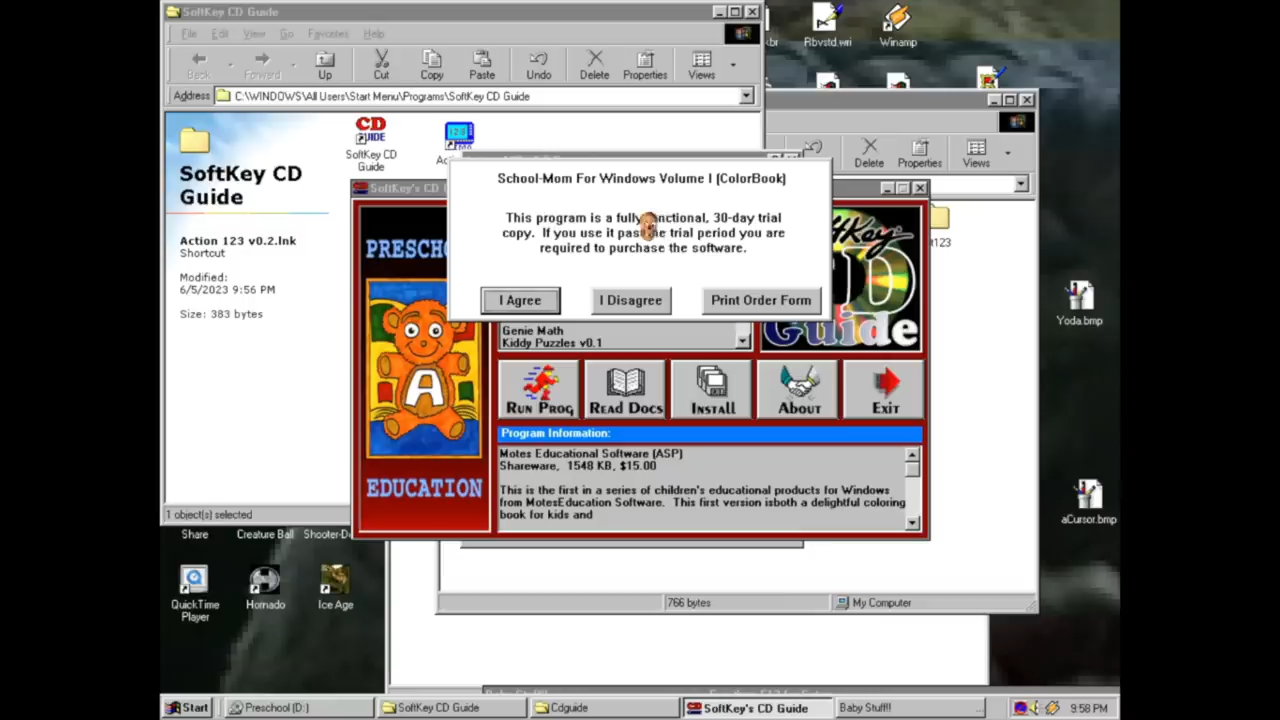 SoftKey CD Guide
File Edit View Go Favorites Help
Back Forward Up Cut Copy Paste Undo Delete Properties Views
Address C:\WINDOWS\All Users\Start Menu\Programs\SoftKey CD Guide
SoftKey CD
Guide
Action 123 v0.2.lnk
Shortcut
Modified:
6/5/2023 9:56 PM
Size: 383 bytes
1 object(s) selected
CD
GUIDE
SoftKey CD
Guide
Rbvstd.wri
Winamp
Delete Properties Views
Yoda.bmp
aCursor.bmp
School-Mom For Windows Volume I (ColorBook)
This program is a fully functional, 30-day trial
copy. If you use it past the trial period you are
required to purchase the software.
I Agree I Disagree Print Order Form
PRESCHO
A
EDUCATION
Guide
Genie Math
Kiddy Puzzles v0.1
Run Prog Read Docs Install About Exit
Program Information:
Motes Educational Software (ASP)
Shareware, 1548 KB, $15.00
This is the first in a series of children's educational products for Windows
from MotesEducation Software. This first version isboth a delightful coloring
book for kids and
Share Creature Ball Shooter-D
QuickTime
Player
Hornado
Ice Age
766 bytes My Computer
Start Preschool (D:) SoftKey CD Guide Cdguide SoftKey's CD Guide Baby Stuff!! ... 9:58 PM